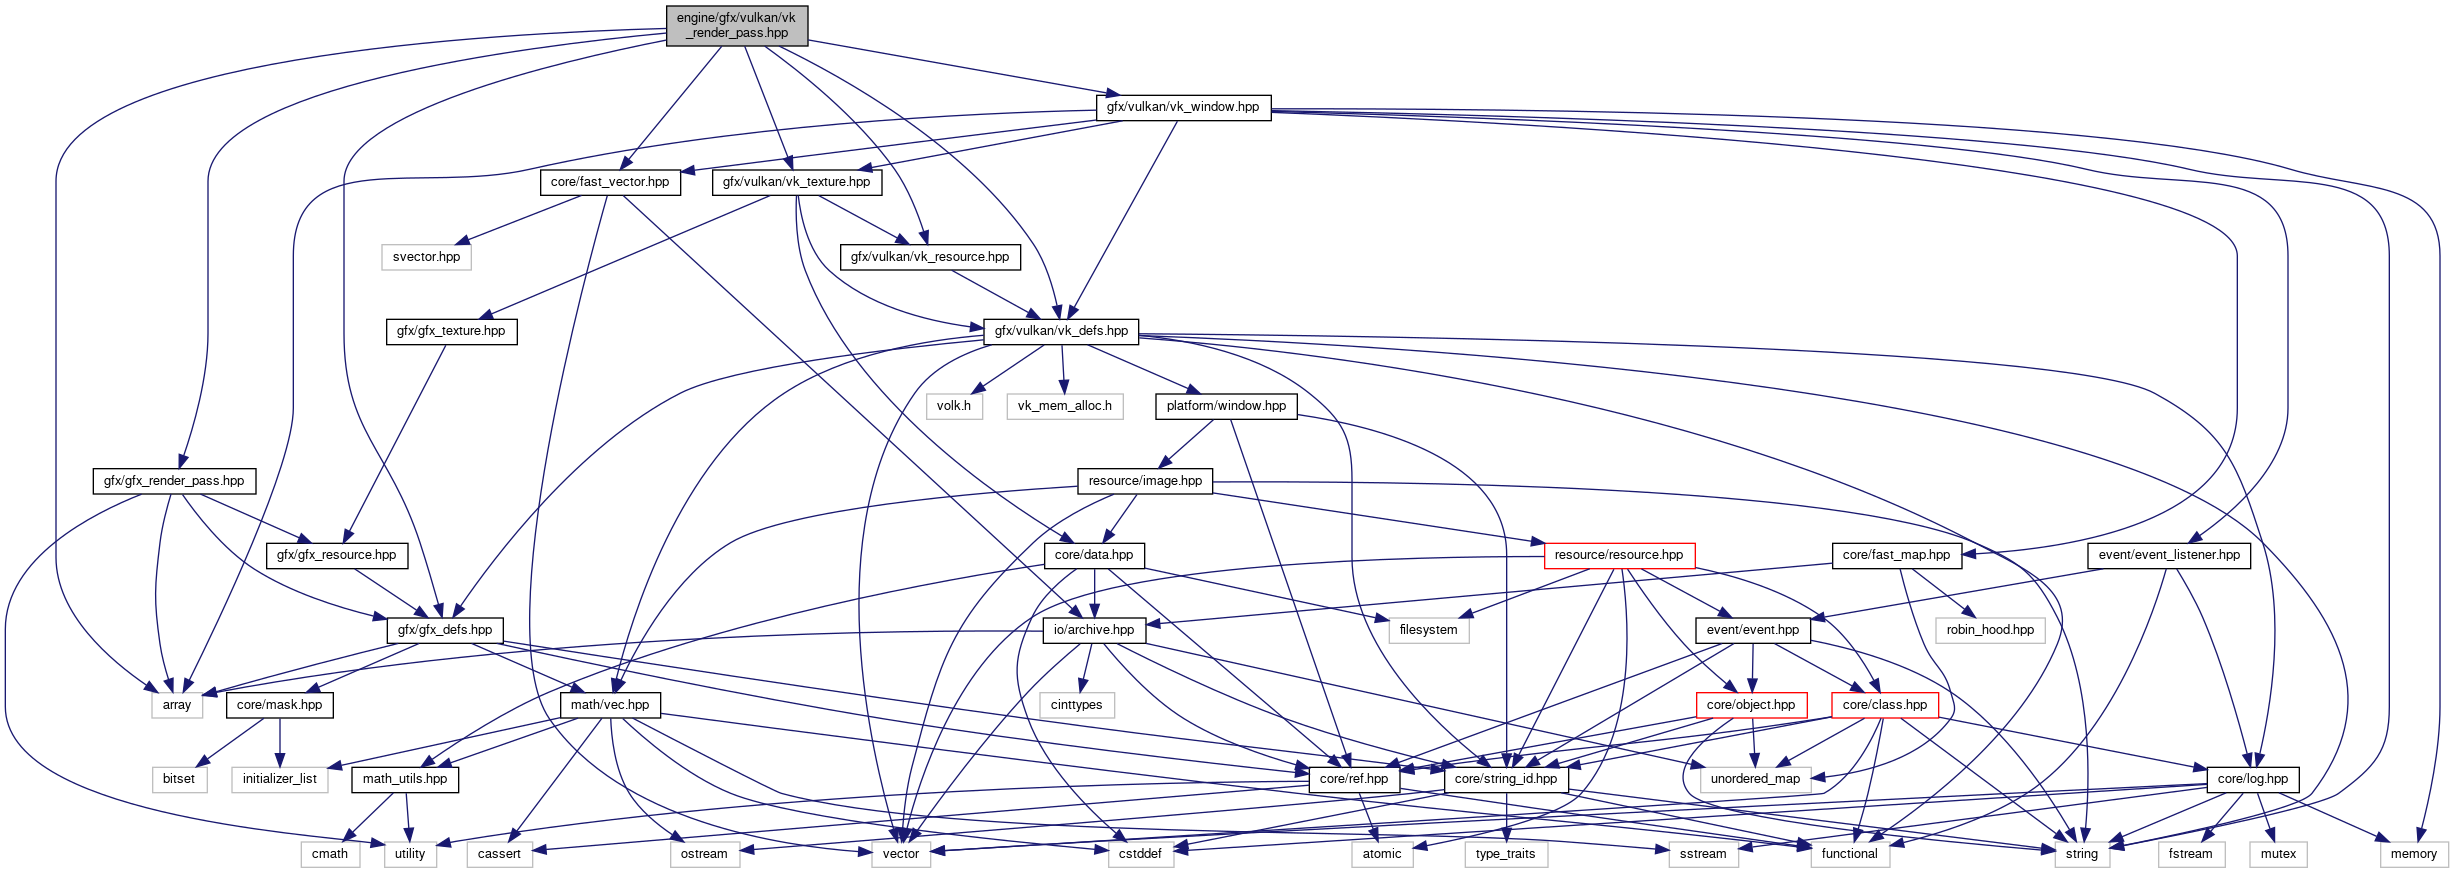 engine/gfx/vulkan/vk
_render_pass.hpp
gfx/vulkan/vk_window.hpp
core/fast_vector.hpp
gfx/vulkan/vk_texture.hpp
svector.hpp
gfx/vulkan/vk_resource.hpp
gfx/gfx_texture.hpp
gfx/vulkan/vk_defs.hpp
volk.h
vk_mem_alloc.h
platform/window.hpp
gfx/gfx_render_pass.hpp
resource/image.hpp
gfx/gfx_resource.hpp
core/data.hpp
resource/resource.hpp
core/fast_map.hpp
event/event_listener.hpp
gfx/gfx_defs.hpp
io/archive.hpp
filesystem
event/event.hpp
robin_hood.hpp
array
core/mask.hpp
math/vec.hpp
cinttypes
core/object.hpp
core/class.hpp
bitset
initializer_list
math_utils.hpp
core/ref.hpp
core/string_id.hpp
unordered_map
core/log.hpp
cmath
utility
cassert
ostream
vector
cstddef
atomic
type_traits
sstream
functional
string
fstream
mutex
memory